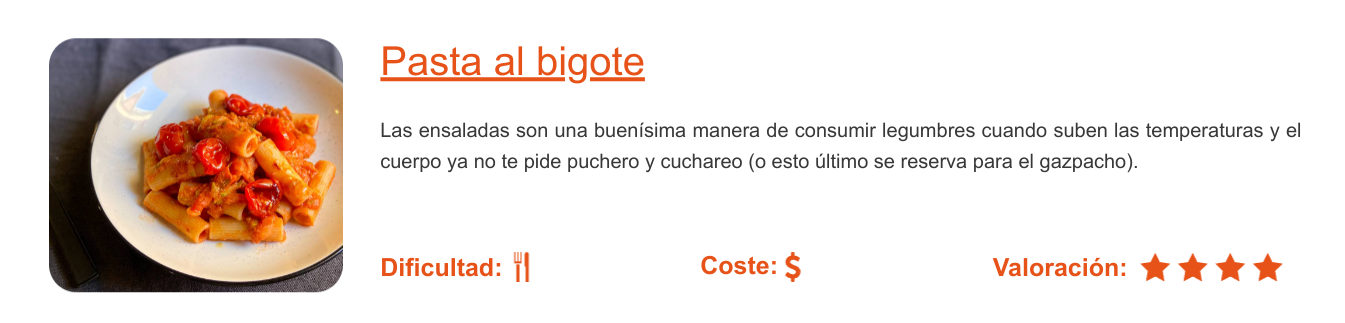 Pasta al bigote
Las ensaladas son una buenísima manera de consumir legumbres cuando suben las temperaturas y el
cuerpo ya no te pide puchero y cuchareo (o esto último se reserva para el gazpacho).
Dificultad: Coste: $ Valoración: